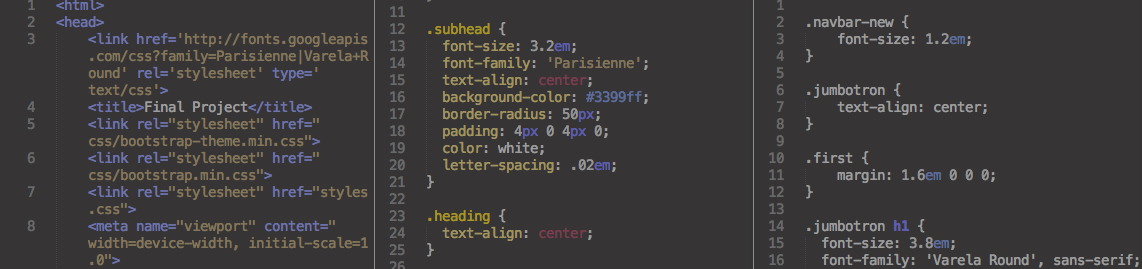 1 <html>
2 <head>
3 <link href='http://fonts.googleapis
.com/css?family=Parisienne|Varela+R
ound' rel='stylesheet' type='
text/css'>
4 <title>Final Project</title>
5 <link rel="stylesheet" href="
css/bootstrap-theme.min.css">
6 <link rel="stylesheet" href="
css/bootstrap.min.css">
7 <link rel="stylesheet" href="styles
.css">
8 <meta name="viewport" content="
width=device-width, initial-scale=1
.0">
11
12 .subhead {
13 font-size: 3.2em;
14 font-family: 'Parisienne';
15 text-align: center;
16 background-color: #3399ff;
17 border-radius: 50px;
18 padding: 4px 0 4px 0;
19 color: white;
20 letter-spacing: .02em;
21 }
22
23 .heading {
24 text-align: center;
25 }
26
1
2 .navbar-new {
3 font-size: 1.2em;
4 }
5
6 .jumbotron {
7 text-align: center;
8 }
9
10 .first {
11 margin: 1.6em 0 0 0;
12 }
13
14 .jumbotron h1 {
15 font-size: 3.8em;
16 font-family: 'Varela Round', sans-serif;